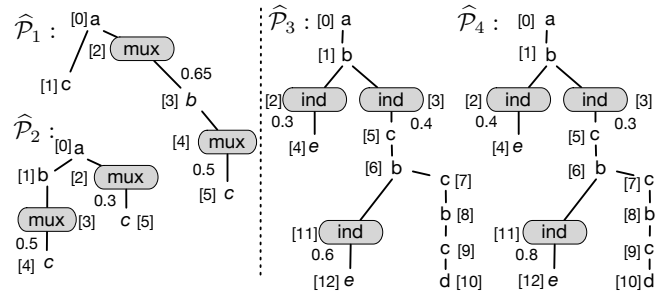 P̂₁ :
[0] a
[2] mux
[1] c
0.65
[3] b
[4] mux
0.5
[5] c
P̂₂ :
[0] a
[1] b
[2] mux
0.3
c [5]
mux [3]
0.5
[4] c
P̂₃ :
[0] a
[1] b
[2] ind
0.3
ind [3]
0.4
[4] e
[5] c
[6] b
c [7]
b [8]
[11] ind
0.6
c [9]
[12] e
d [10]
P̂₄ :
[0] a
[1] b
[2] ind
0.4
ind [3]
0.3
[4] e
[5] c
[6] b
c [7]
[8] b
[11] ind
0.8
[9] c
[12] e
[10] d